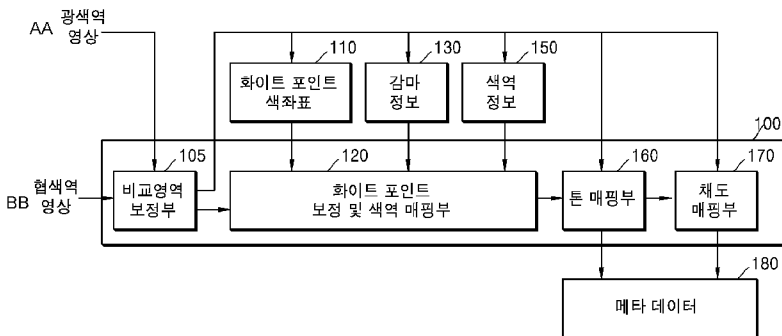 AA 광색역
영상
110
화이트 포인트
색좌표
130
감마
정보
150
색역
정보
100
BB 협색역
영상
105
비교영역
보정부
120
화이트 포인트
보정 및 색역 매핑부
160
톤 매핑부
170
채도
매핑부
180
메타 데이터